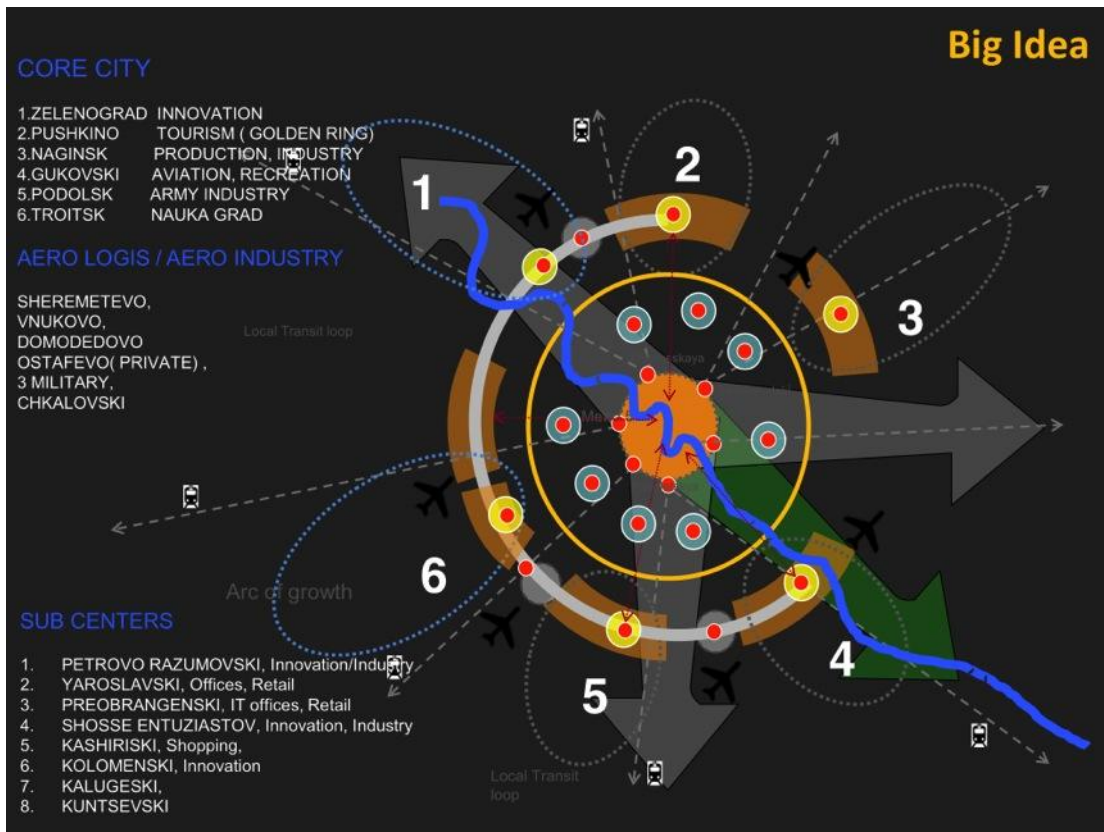 Big Idea
CORE CITY
1.ZELENOGRAD INNOVATION
2.PUSHKINO TOURISM ( GOLDEN RING)
3.NAGINSK PRODUCTION, INDUSTRY
4.GUKOVSKI AVIATION, RECREATION
5.PODOLSK ARMY INDUSTRY
6.TROITSK NAUKA GRAD
AERO LOGIS / AERO INDUSTRY
SHEREMETEVO,
VNUKOVO,
DOMODEDOVO
OSTAFEVO( PRIVATE) ,
3 MILITARY,
CHKALOVSKI
Local Transit loop
1
2
3
4
5
6
Arc of growth
SUB CENTERS
1. PETROVO RAZUMOVSKI, Innovation/Industry
2. YAROSLAVSKI, Offices, Retail
3. PREOBRANGENSKI, IT offices, Retail
4. SHOSSE ENTUZIASTOV, Innovation, Industry
5. KASHIRISKI, Shopping,
6. KOLOMENSKI, Innovation
7. KALUGESKI,
8. KUNTSEVSKI
Local Transit
loop